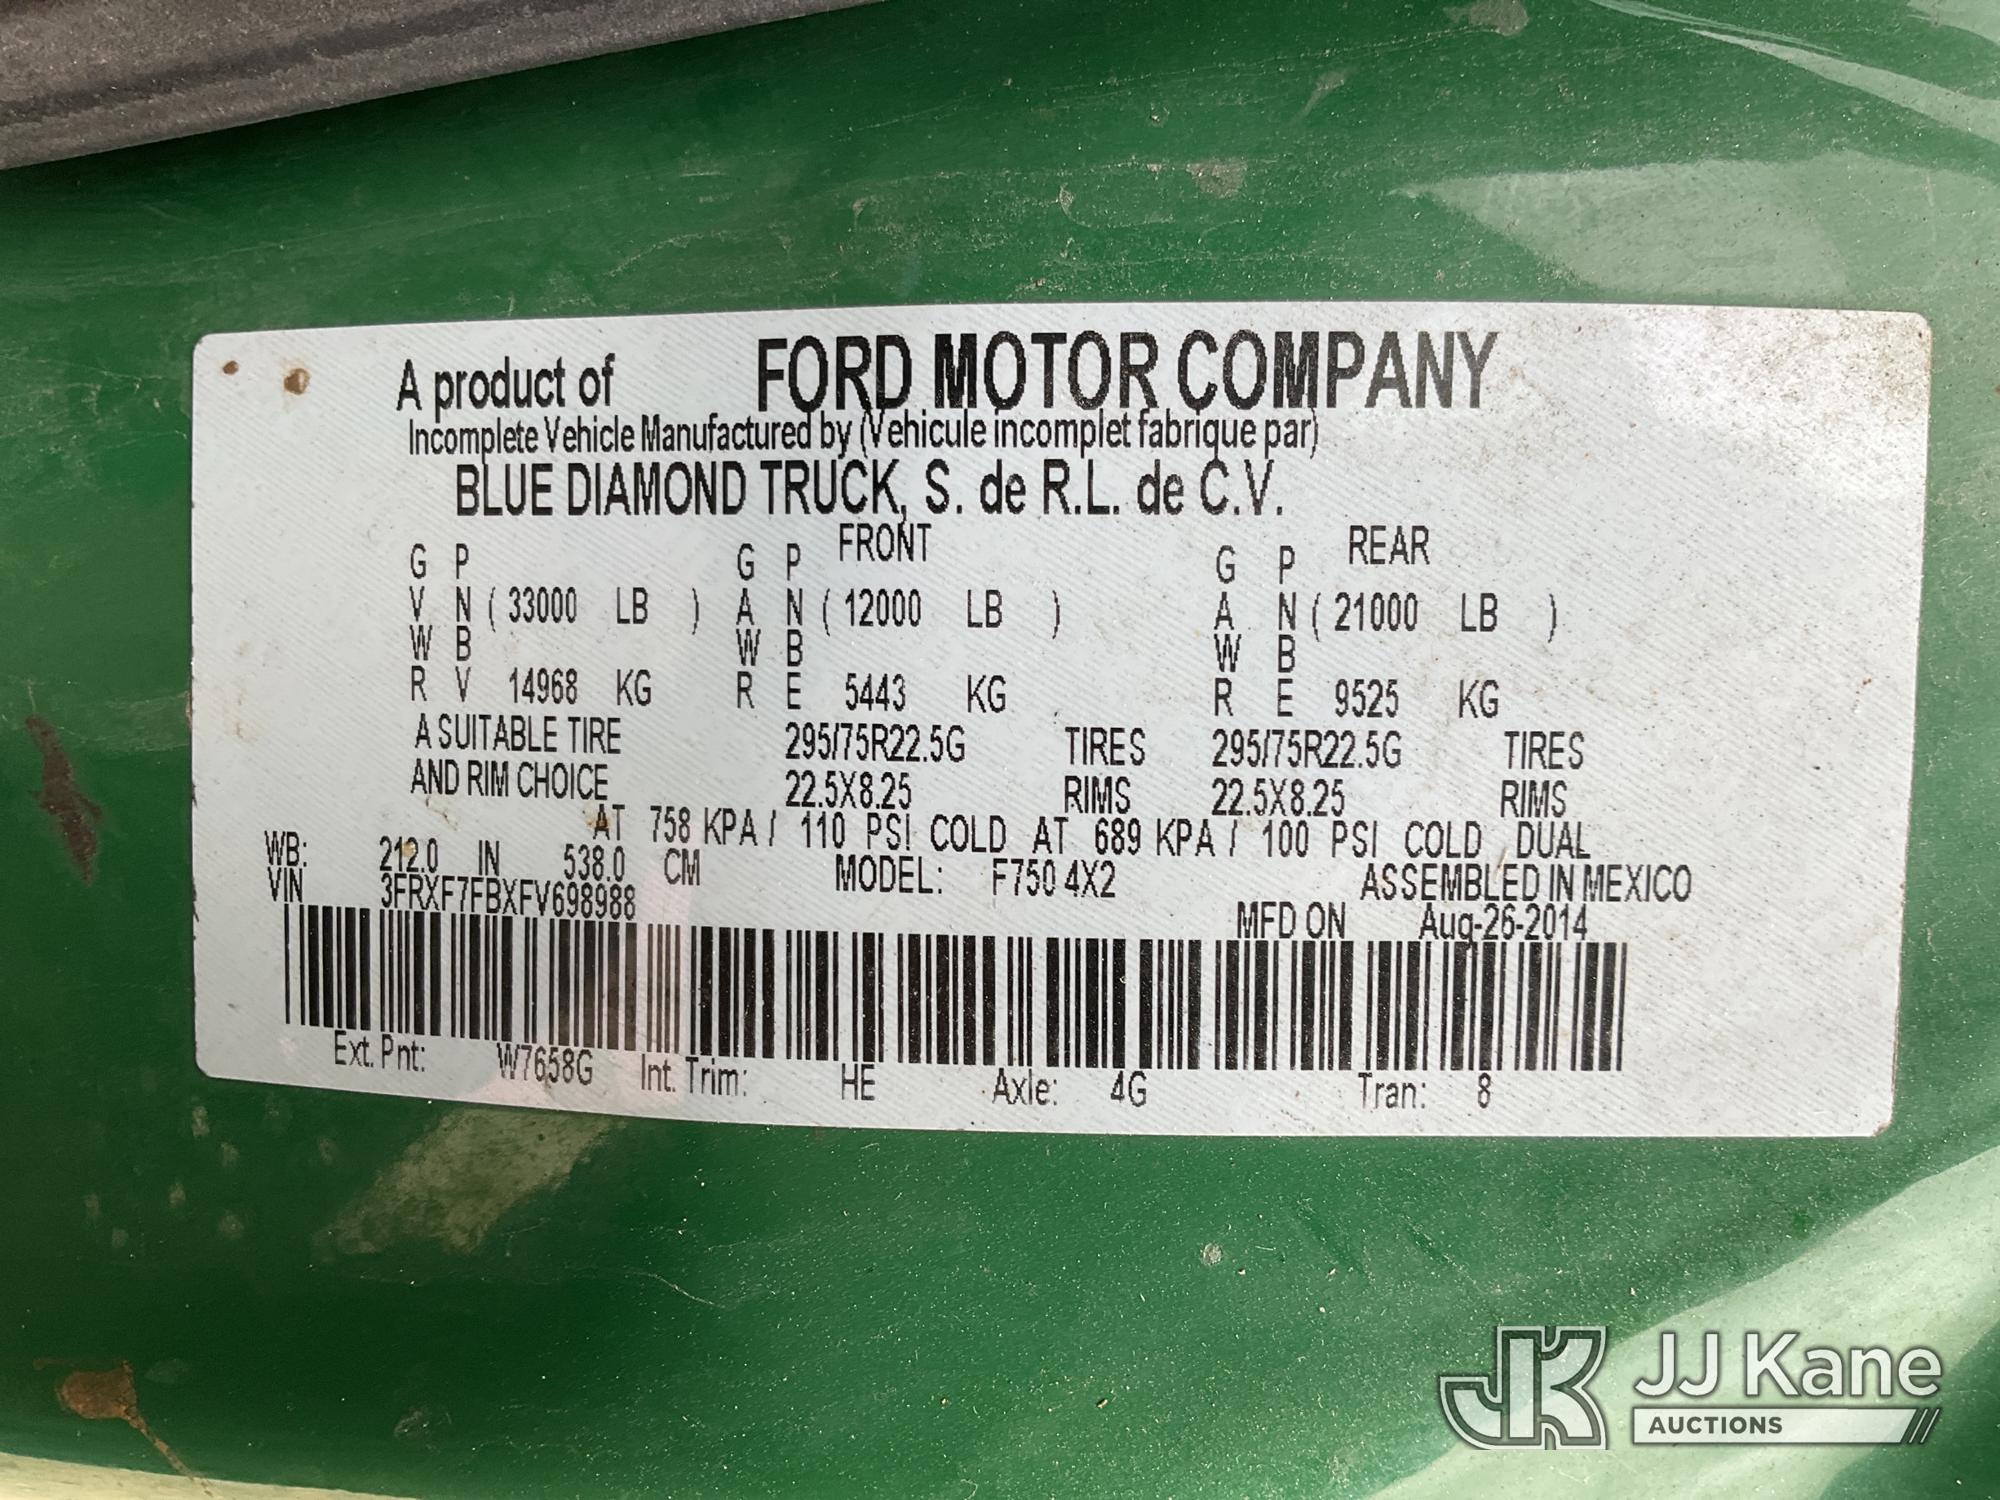 A product of FORD MOTOR COMPANY
Incomplete Vehicle Manufactured by (Vehicule incomplet fabrique par)
BLUE DIAMOND TRUCK, S. de R.L. de C.V.
FRONT REAR
G P G P G P
V N ( 33000 LB ) A N ( 12000 LB ) A N ( 21000 LB )
W B W B W B
R V 14968 KG R E 5443 KG R E 9525 KG
A SUITABLE TIRE 295/75R22.5G TIRES 295/75R22.5G TIRES
AND RIM CHOICE 22.5X8.25 RIMS 22.5X8.25 RIMS
AT 758 KPA / 110 PSI COLD AT 689 KPA / 100 PSI COLD DUAL
WB: 212.0 IN 538.0 CM MODEL: F750 4X2 ASSEMBLED IN MEXICO
VIN 3FRXF7FBXFV698988 MFD ON Aug-26-2014
Ext. Pnt: W7658G Int. Trim: HE Axle: 4G Tran: 8
JK JJ Kane
AUCTIONS